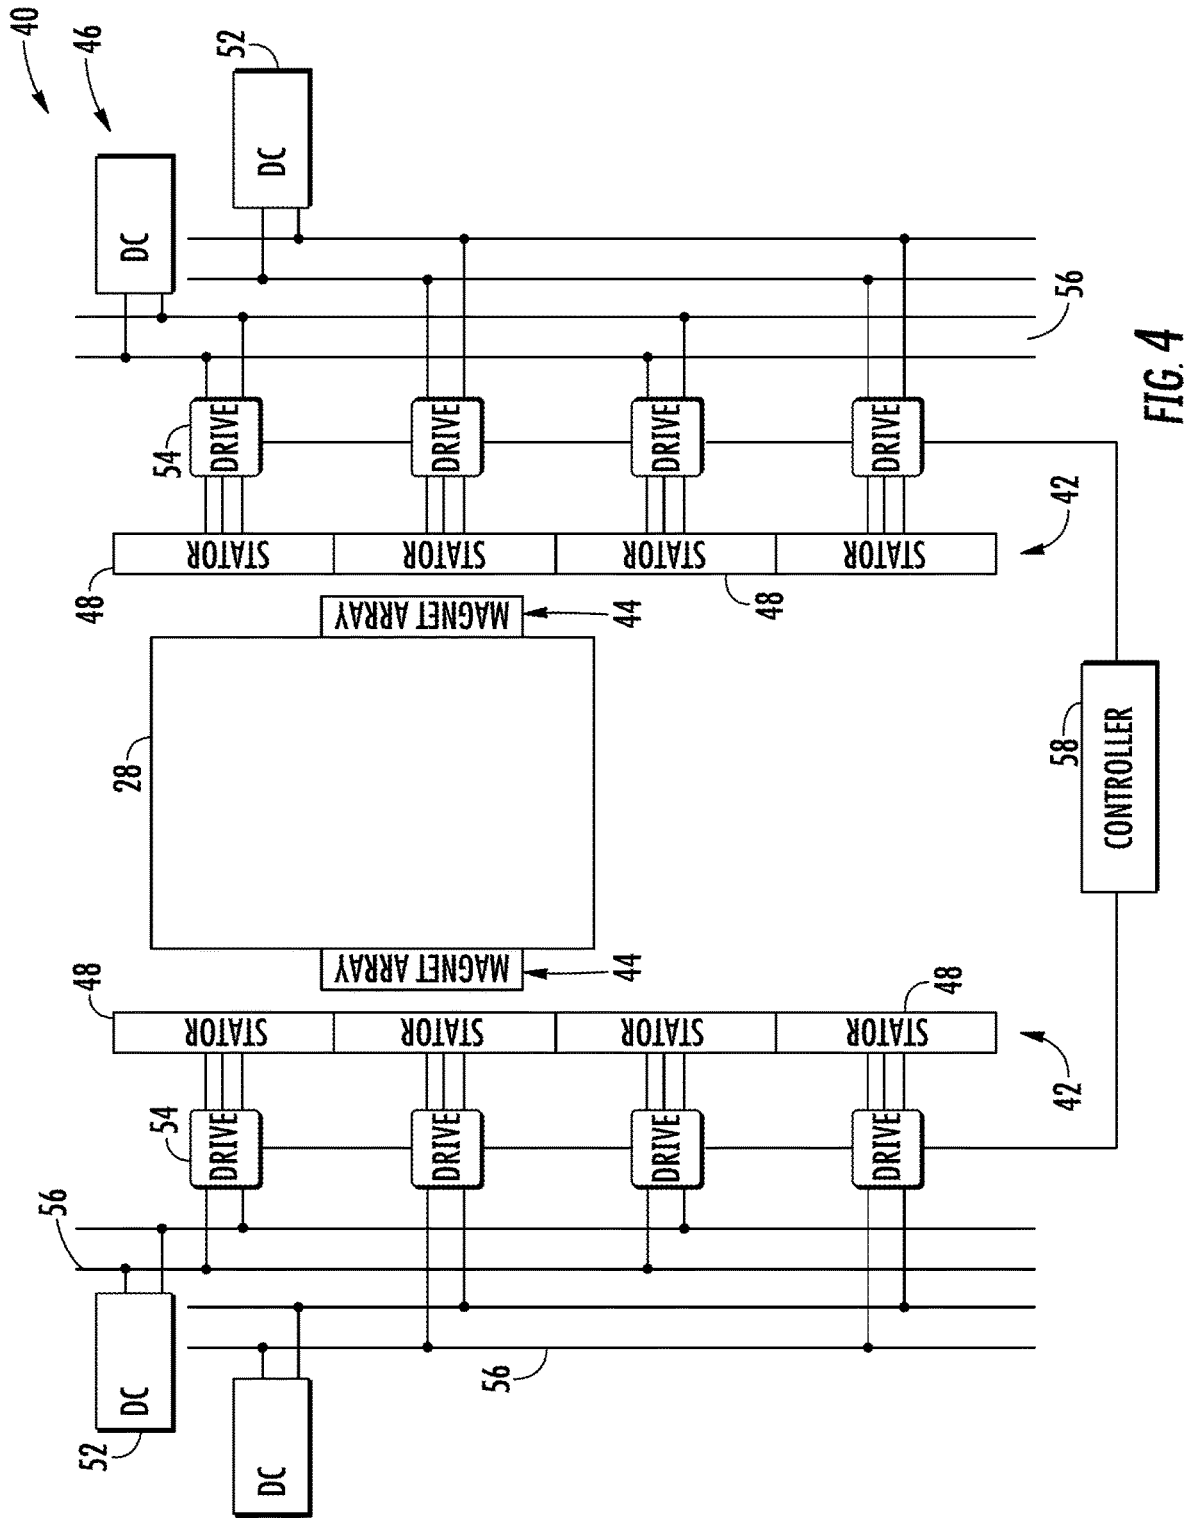 40
46
52
DC
DC
56
54
DRIVE
DRIVE
DRIVE
DRIVE
48
STATOR
STATOR
STATOR
STATOR
48
42
MAGNET ARRAY
44
28
58
CONTROLLER
MAGNET ARRAY
44
48
STATOR
STATOR
STATOR
STATOR
48
42
54
DRIVE
DRIVE
DRIVE
DRIVE
56
56
DC
52
DC
FIG. 4